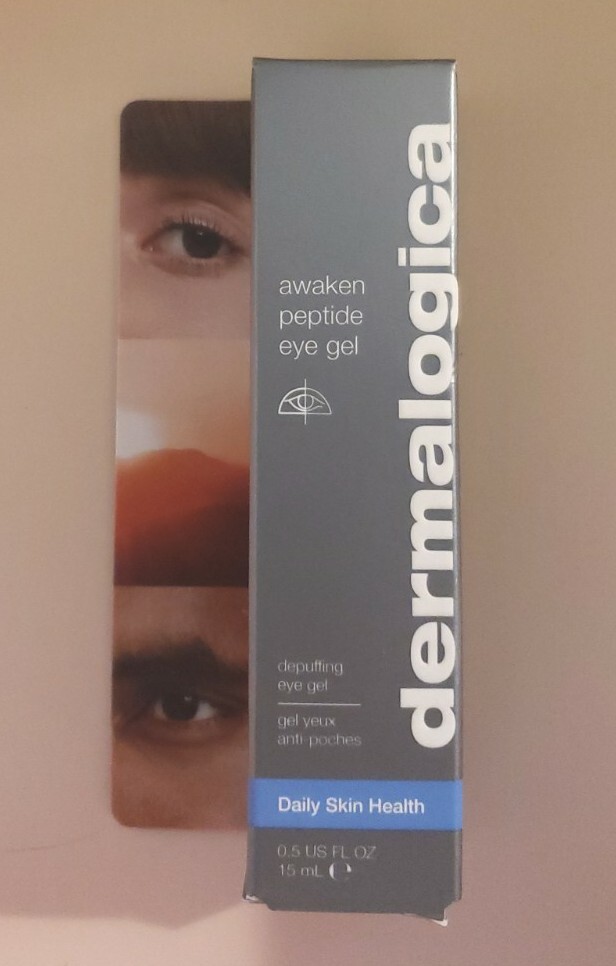 awaken
peptide
eye gel
dermalogica
depuffing
eye gel
gel yeux
anti-poches
Daily Skin Health
0.5 US FL OZ
15 mL ℮